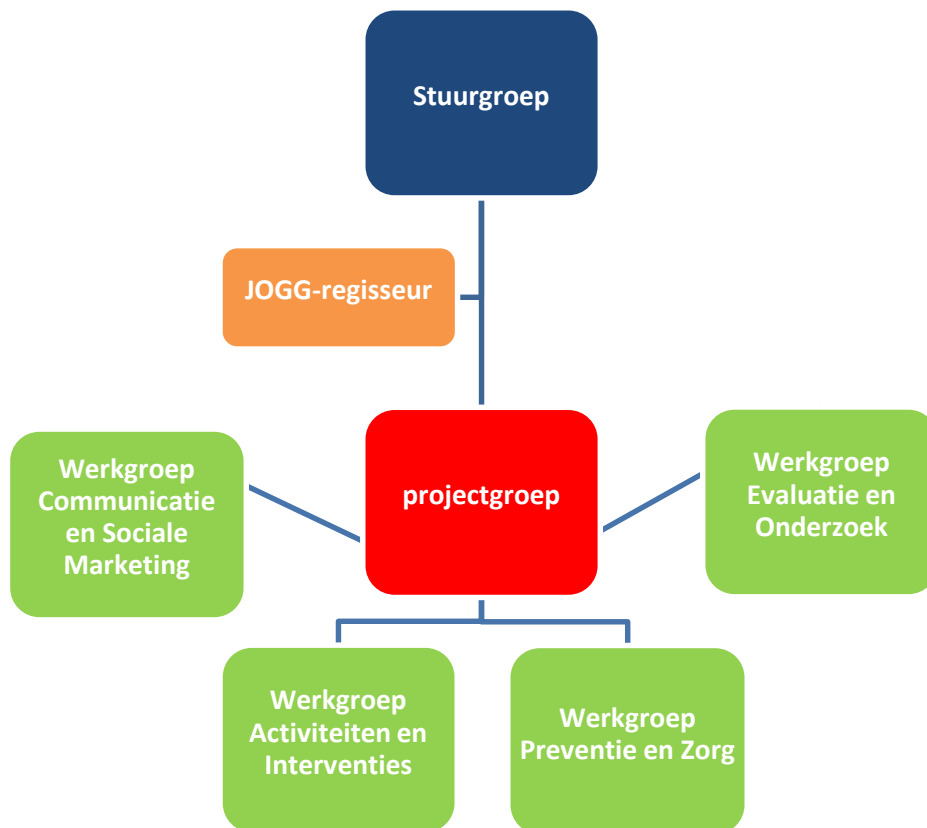 Stuurgroep
JOGG-regisseur
projectgroep
Werkgroep
Communicatie
en Sociale
Marketing
Werkgroep
Evaluatie en
Onderzoek
Werkgroep
Activiteiten en
Interventies
Werkgroep
Preventie en Zorg